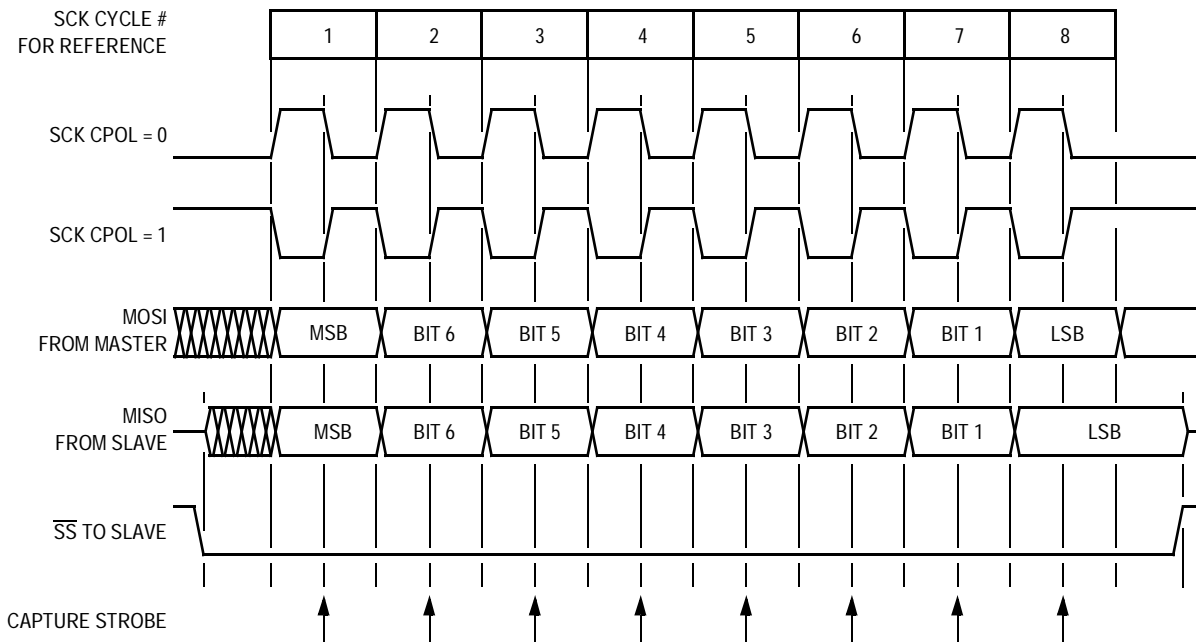 SCK CYCLE #
FOR REFERENCE
1 2 3 4 5 6 7 8
SCK CPOL = 0
SCK CPOL = 1
MOSI
FROM MASTER
MSB BIT 6 BIT 5 BIT 4 BIT 3 BIT 2 BIT 1 LSB
MISO
FROM SLAVE
MSB BIT 6 BIT 5 BIT 4 BIT 3 BIT 2 BIT 1 LSB
S̅S̅ TO SLAVE
CAPTURE STROBE